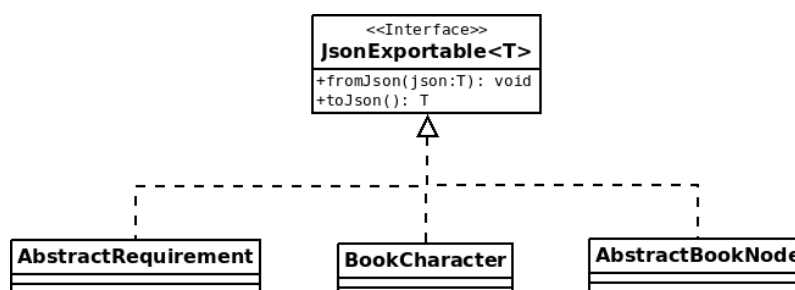 <<Interface>>
JsonExportable<T>
+fromJson(json:T): void
+toJson(): T
AbstractRequirement
BookCharacter
AbstractBookNode